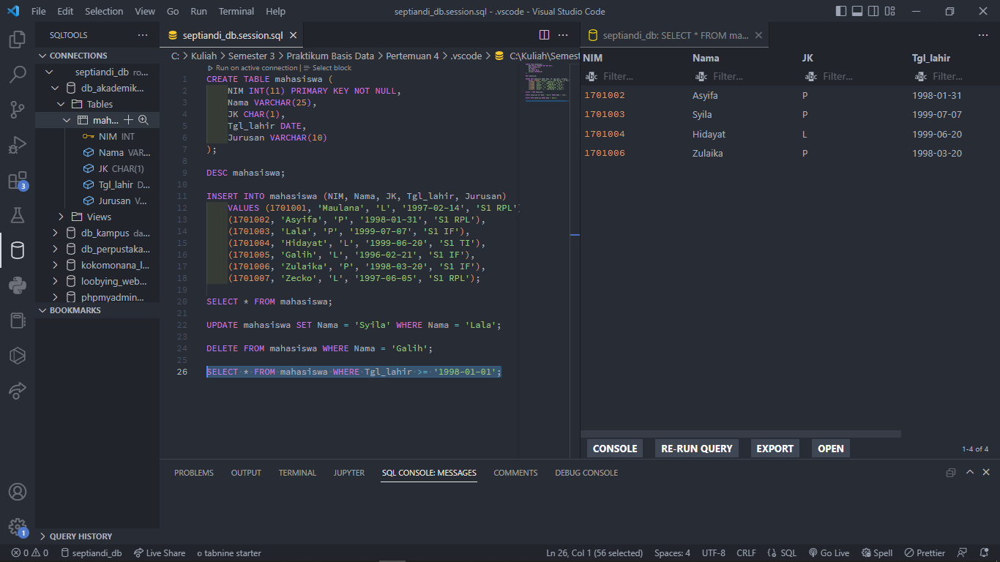 File Edit Selection View Go Run Terminal Help
septiandi_db.session.sql - .vscode - Visual Studio Code
SQLTOOLS
CONNECTIONS
septiandi_db ro...
db_akademik...
Tables
mah...
NIM INT
Nama VAR...
JK CHAR(1)
Tgl_lahir D...
Jurusan V...
Views
db_kampus da...
db_perpustaka...
kokomonana_l...
loobying_web...
phpmyadmin...
BOOKMARKS
QUERY HISTORY
3
1
septiandi_db.session.sql
C: > Kuliah > Semester 3 > Praktikum Basis Data > Pertemuan 4 > .vscode > C:\Kuliah\Semest
Run on active connection | Select block
1 CREATE TABLE mahasiswa (
2 NIM INT(11) PRIMARY KEY NOT NULL,
3 Nama VARCHAR(25),
4 JK CHAR(1),
5 Tgl_lahir DATE,
6 Jurusan VARCHAR(10)
7 );
8
9 DESC mahasiswa;
10
11 INSERT INTO mahasiswa (NIM, Nama, JK, Tgl_lahir, Jurusan)
12 VALUES (1701001, 'Maulana', 'L', '1997-02-14', 'S1 RPL')
13 (1701002, 'Asyifa', 'P', '1998-01-31', 'S1 RPL'),
14 (1701003, 'Lala', 'P', '1999-07-07', 'S1 IF'),
15 (1701004, 'Hidayat', 'L', '1999-06-20', 'S1 TI'),
16 (1701005, 'Galih', 'L', '1996-02-21', 'S1 IF'),
17 (1701006, 'Zulaika', 'P', '1998-03-20', 'S1 IF'),
18 (1701007, 'Zecko', 'L', '1997-06-05', 'S1 RPL');
19
20 SELECT * FROM mahasiswa;
21
22 UPDATE mahasiswa SET Nama = 'Syila' WHERE Nama = 'Lala';
23
24 DELETE FROM mahasiswa WHERE Nama = 'Galih';
25
26 SELECT * FROM mahasiswa WHERE Tgl_lahir >= '1998-01-01';
septiandi_db: SELECT * FROM ma...
NIM Nama JK Tgl_lahir
abc Filter... abc Filter... abc Filter... abc Filter...
1701002 Asyifa P 1998-01-31
1701003 Syila P 1999-07-07
1701004 Hidayat L 1999-06-20
1701006 Zulaika P 1998-03-20
CONSOLE RE-RUN QUERY EXPORT OPEN 1-4 of 4
PROBLEMS OUTPUT TERMINAL JUPYTER SQL CONSOLE: MESSAGES COMMENTS DEBUG CONSOLE
0 0 septiandi_db Live Share tabnine starter
Ln 26, Col 1 (56 selected) Spaces: 4 UTF-8 CRLF SQL Go Live Spell Prettier